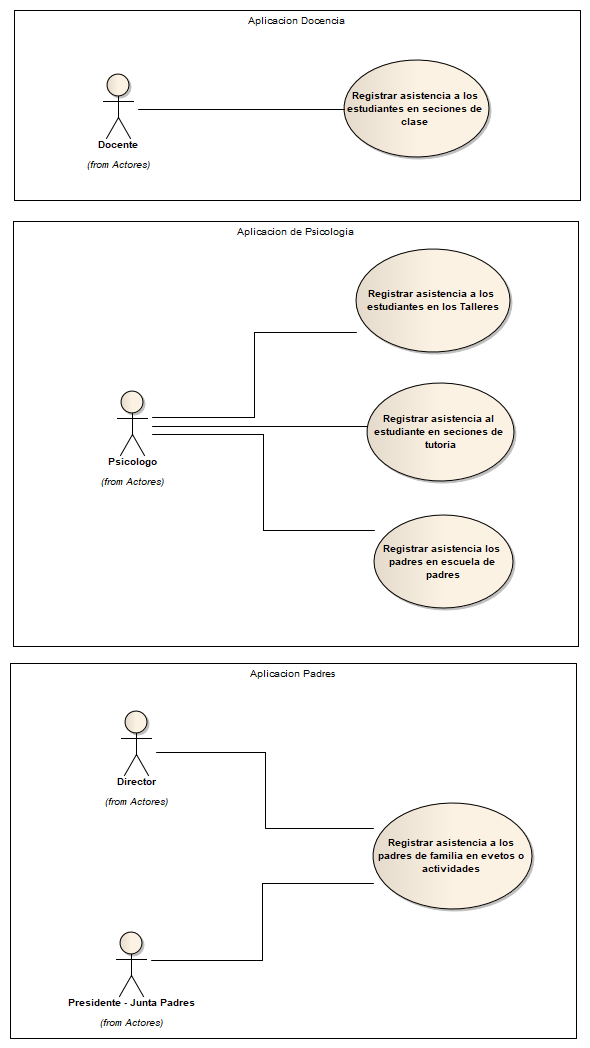 Aplicacion Docencia
Registrar asistencia a los
estudiantes en seciones de
clase
Docente
(from Actores)
Aplicacion de Psicologia
Registrar asistencia a los
estudiantes en los Talleres
Registrar asistencia al
estudiante en seciones de
tutoria
Psicologo
(from Actores)
Registrar asistencia los
padres en escuela de
padres
Aplicacion Padres
Director
(from Actores)
Registrar asistencia a los
padres de familia en evetos o
actividades
Presidente - Junta Padres
(from Actores)